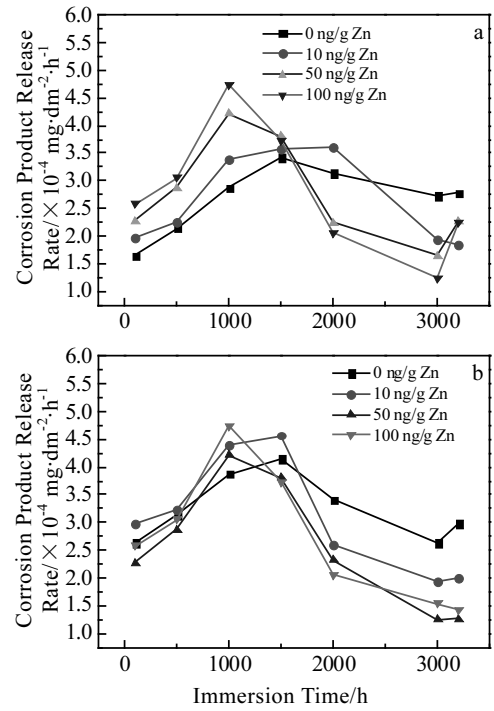 6.0
5.5
5.0
4.5
4.0
3.5
3.0
2.5
2.0
1.5
1.0
Corrosion Product Release
Rate/×10⁻⁴ mg·dm⁻²·h⁻¹
0 ng/g Zn
10 ng/g Zn
50 ng/g Zn
100 ng/g Zn
a
0 1000 2000 3000
6.0
5.5
5.0
4.5
4.0
3.5
3.0
2.5
2.0
1.5
1.0
Corrosion Product Release
Rate/×10⁻⁴ mg·dm⁻²·h⁻¹
0 ng/g Zn
10 ng/g Zn
50 ng/g Zn
100 ng/g Zn
b
0 1000 2000 3000
Immersion Time/h